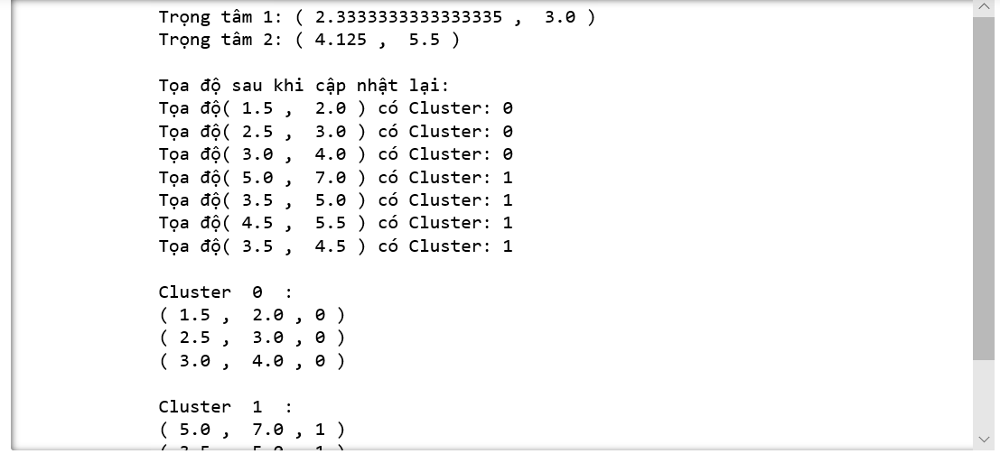 Trọng tâm 1: ( 2.3333333333333335 ,  3.0 )
Trọng tâm 2: ( 4.125 ,  5.5 )
Tọa độ sau khi cập nhật lại:
Tọa độ( 1.5 ,  2.0 ) có Cluster: 0
Tọa độ( 2.5 ,  3.0 ) có Cluster: 0
Tọa độ( 3.0 ,  4.0 ) có Cluster: 0
Tọa độ( 5.0 ,  7.0 ) có Cluster: 1
Tọa độ( 3.5 ,  5.0 ) có Cluster: 1
Tọa độ( 4.5 ,  5.5 ) có Cluster: 1
Tọa độ( 3.5 ,  4.5 ) có Cluster: 1
Cluster  0  :
( 1.5 ,  2.0 , 0 )
( 2.5 ,  3.0 , 0 )
( 3.0 ,  4.0 , 0 )
Cluster  1  :
( 5.0 ,  7.0 , 1 )
( 3.5 ,  5.0 , 1 )